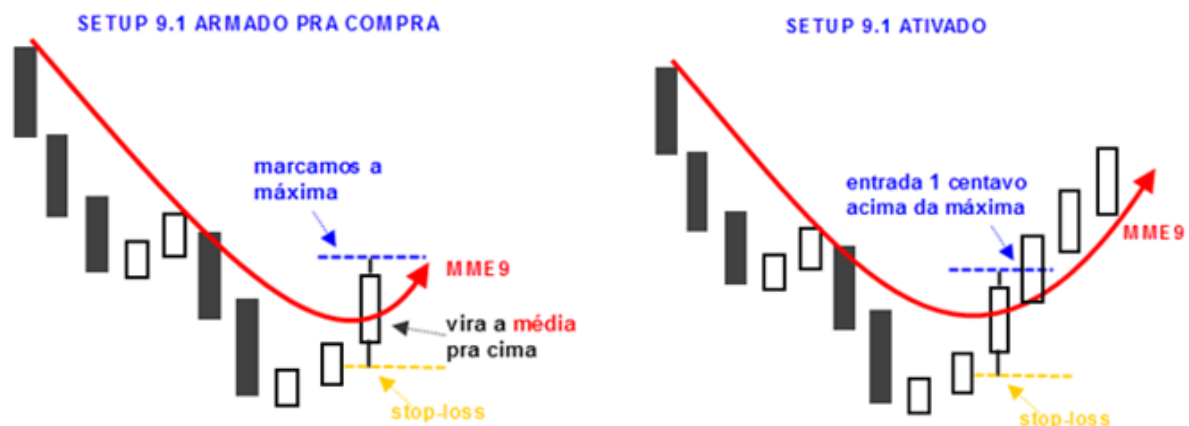 SETUP 9.1 ARMADO PRA COMPRA
marcamos a
máxima
MME9
vira a média
pra cima
stop-loss
SETUP 9.1 ATIVADO
entrada 1 centavo
acima da máxima
MME9
stop-loss